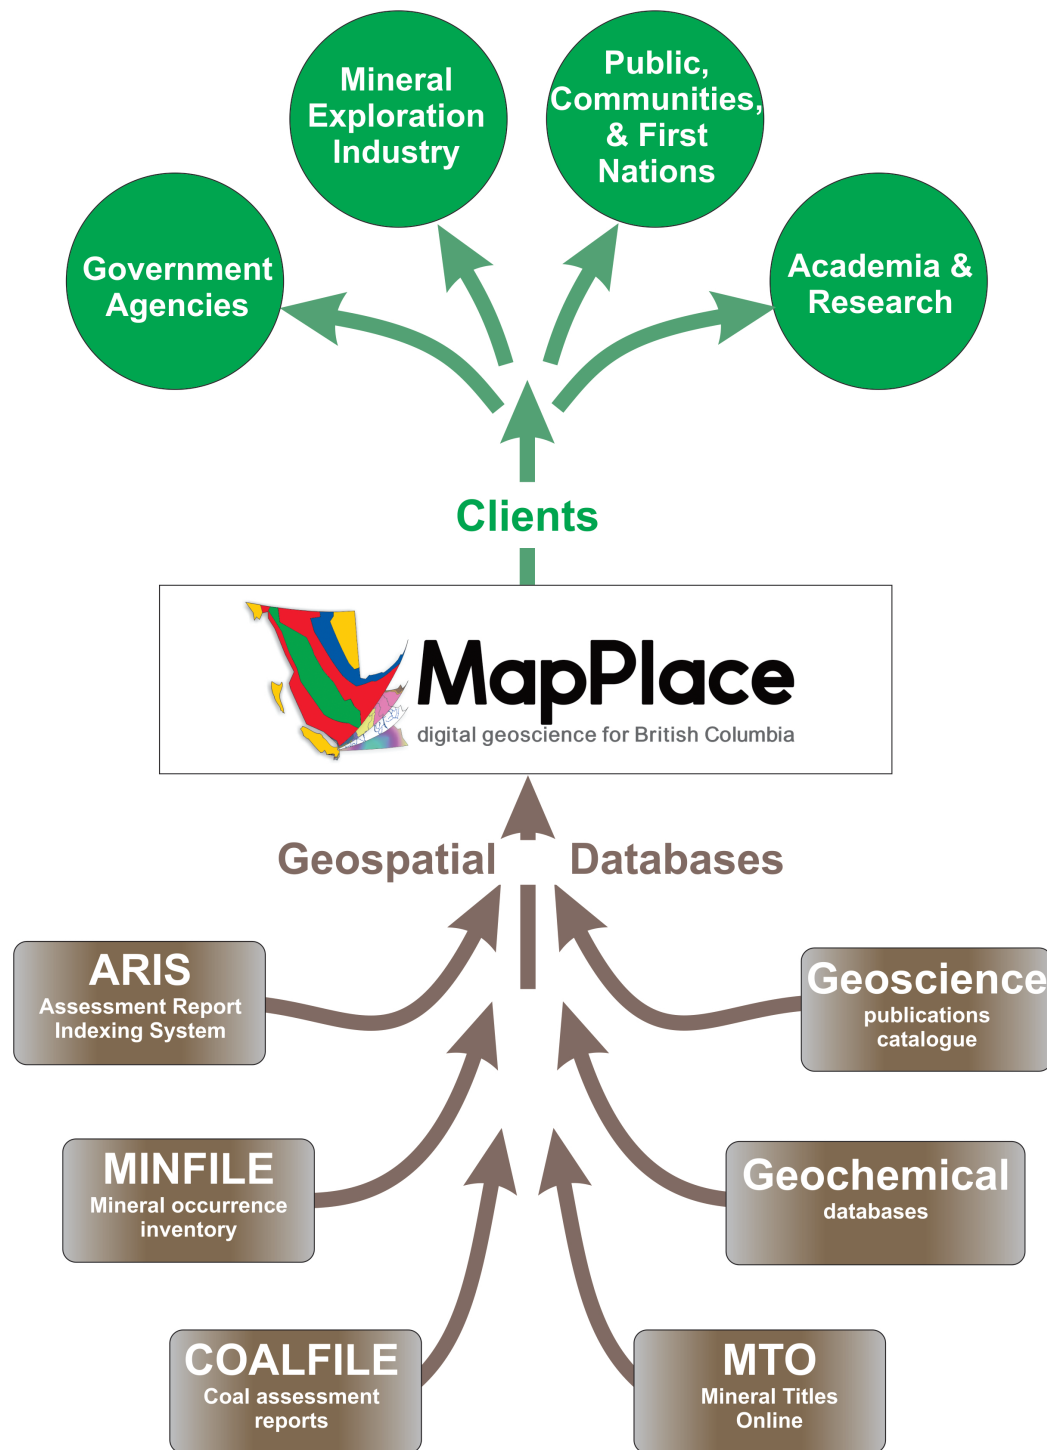 Mineral
Exploration
Industry
Public,
Communities,
& First
Nations
Government
Agencies
Academia &
Research
Clients
MapPlace
digital geoscience for British Columbia
Geospatial Databases
ARIS
Assessment Report
Indexing System
Geoscience
publications
catalogue
MINFILE
Mineral occurrence
inventory
Geochemical
databases
COALFILE
Coal assessment
reports
MTO
Mineral Titles
Online